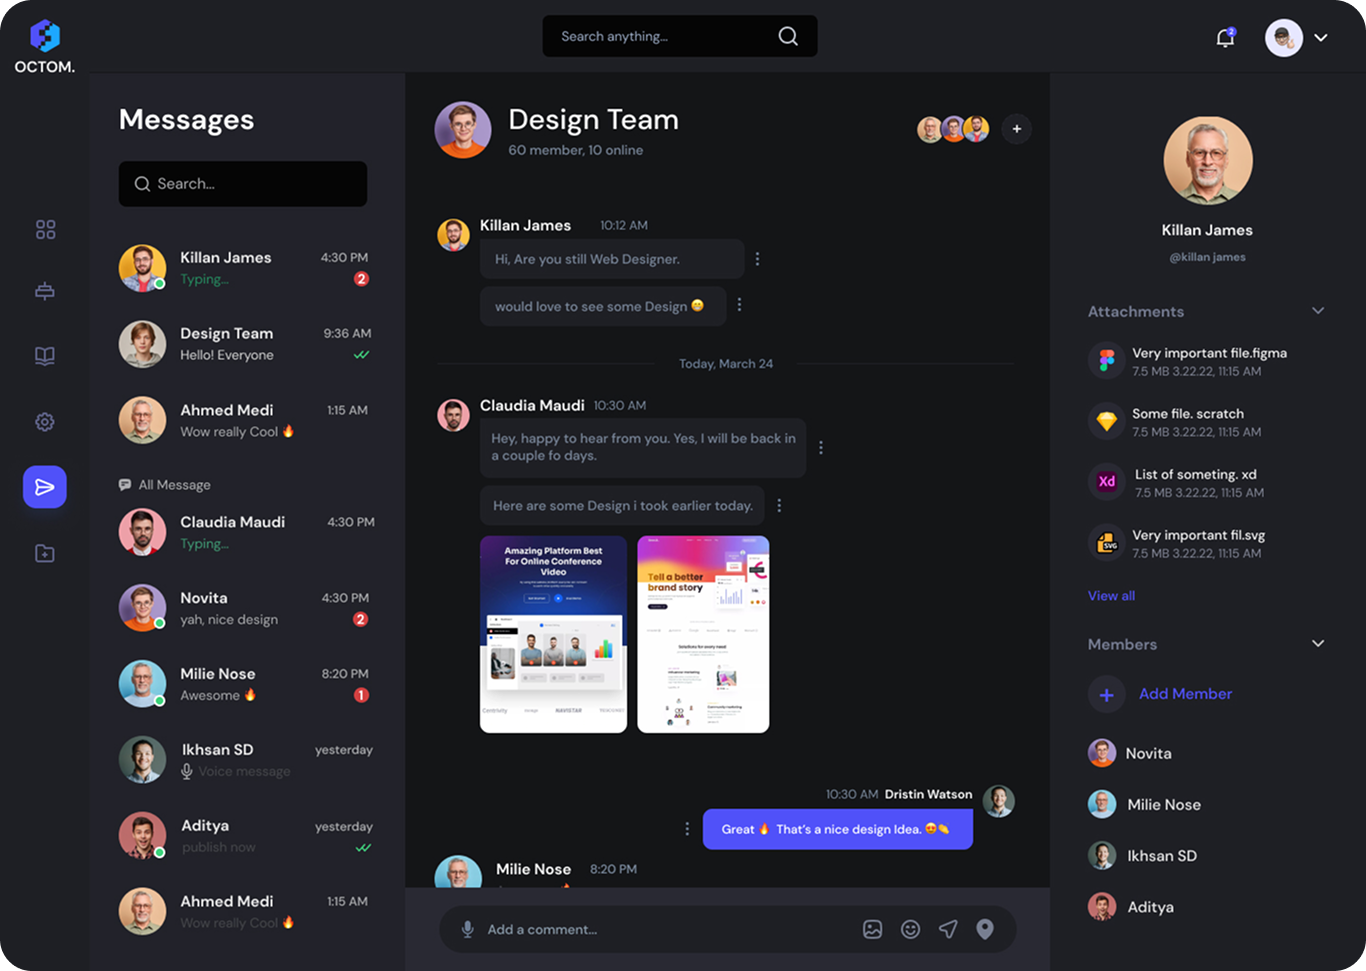 OCTOM.
Search anything...
2
Messages
Search...
Killan James
4:30 PM
Typing...
2
Design Team
9:36 AM
Hello! Everyone
Ahmed Medi
1:15 AM
Wow really Cool 🔥
All Message
Claudia Maudi
4:30 PM
Typing...
Novita
4:30 PM
yah, nice design
2
Milie Nose
8:20 PM
Awesome 🔥
1
Ikhsan SD
yesterday
Voice message
Aditya
yesterday
publish now
Ahmed Medi
1:15 AM
Wow really Cool 🔥
Design Team
60 member, 10 online
Killan James 10:12 AM
Hi, Are you still Web Designer.
would love to see some Design 😁
Today, March 24
Claudia Maudi 10:30 AM
Hey, happy to hear from you. Yes, I will be back in
a couple fo days.
Here are some Design i took earlier today.
Amazing Platform Best
For Online Conference
Video
Centrivity
NAVISTAR
Tell a better
brand story
Solutions for every need
10:30 AM Dristin Watson
Great 🔥 That's a nice design Idea. 😍👏
Milie Nose 8:20 PM
Add a comment...
Killan James
@killan james
Attachments
Very important file.figma
7.5 MB 3.22.22, 11:15 AM
Some file. scratch
7.5 MB 3.22.22, 11:15 AM
Xd
List of someting. xd
7.5 MB 3.22.22, 11:15 AM
SVG
Very important fil.svg
7.5 MB 3.22.22, 11:15 AM
View all
Members
Add Member
Novita
Milie Nose
Ikhsan SD
Aditya